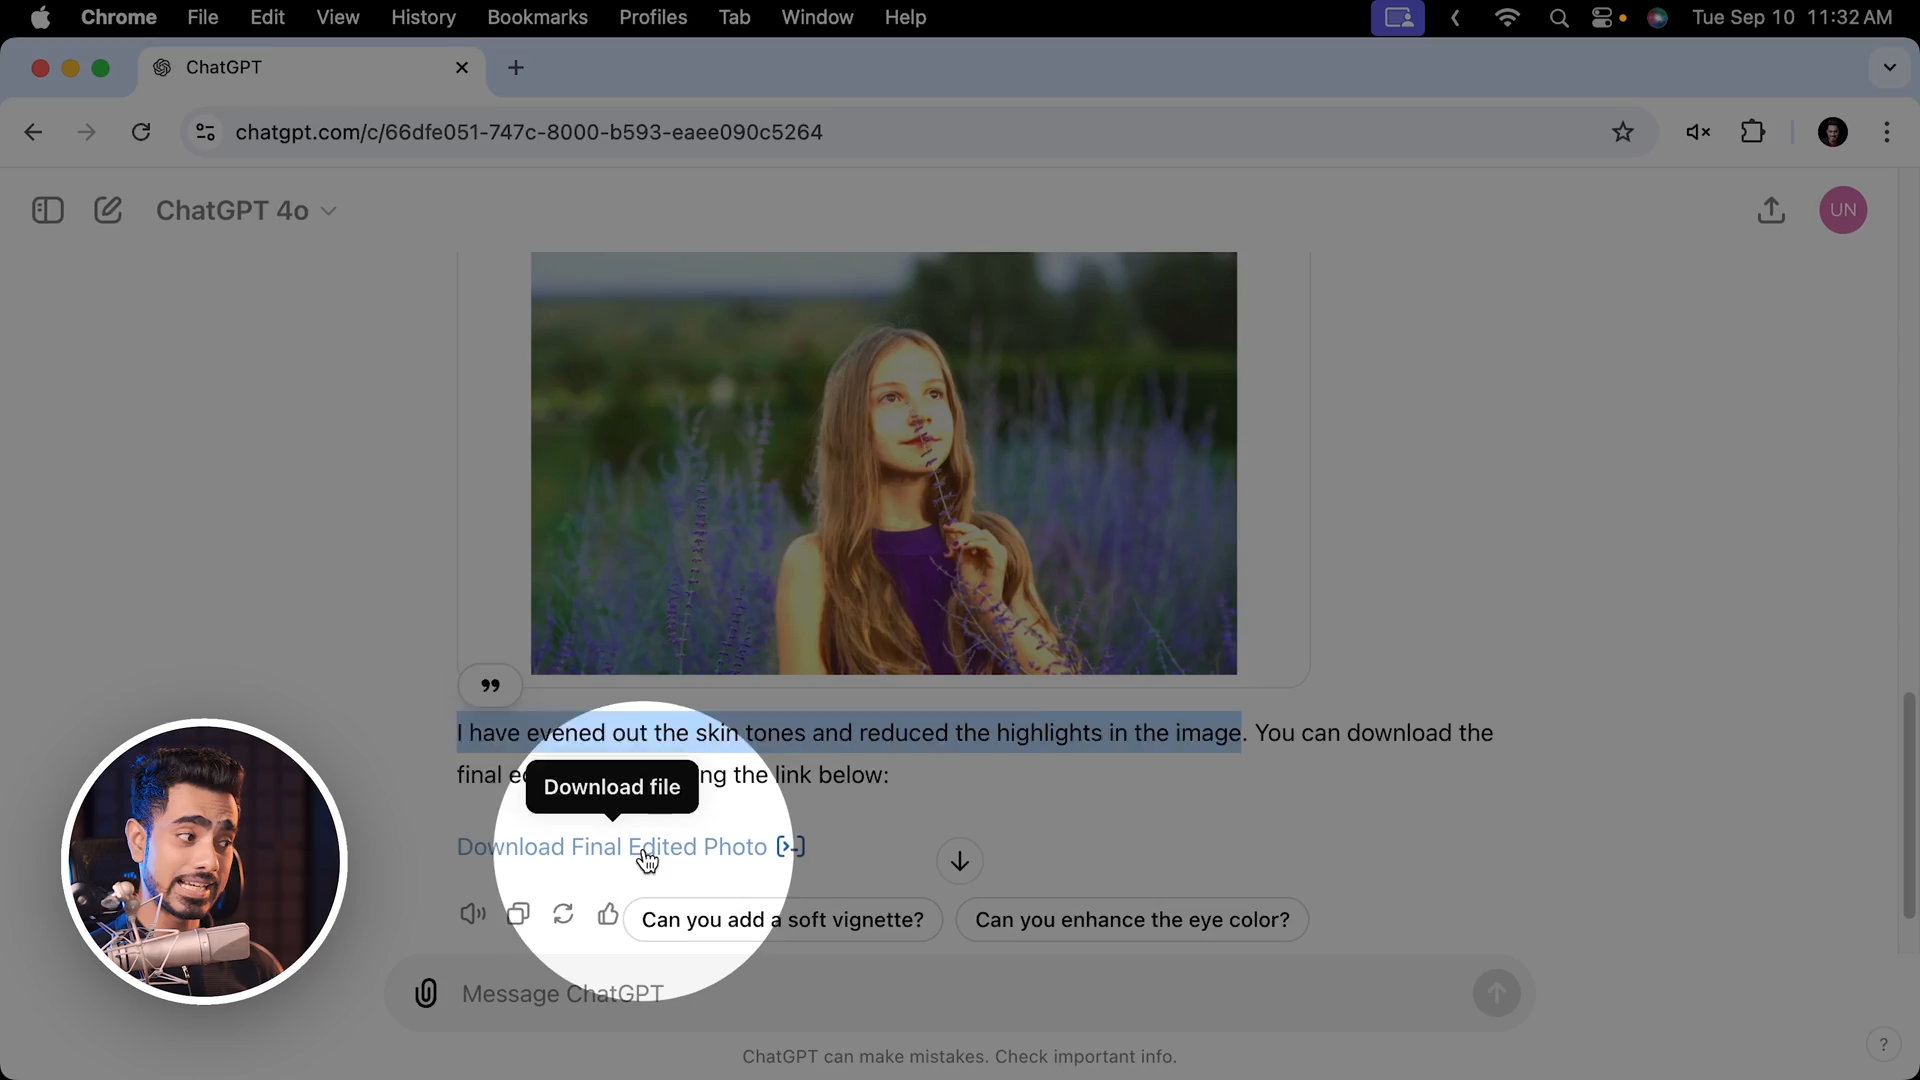 Chrome File Edit View History Bookmarks Profiles Tab Window Help Tue Sep 10 11:32 AM
ChatGPT
chatgpt.com/c/66dfe051-747c-8000-b593-eaee090c5264
ChatGPT 4o UN
I have evened out the skin tones and reduced the highlights in the image. You can download the
final ng the link below:
Download file
Download Final Edited Photo
Can you add a soft vignette? Can you enhance the eye color?
Message ChatGPT
ChatGPT can make mistakes. Check important info.
?